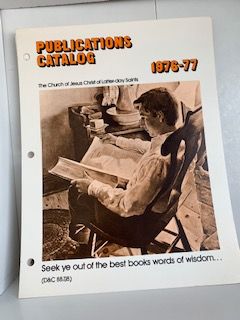 PUBLICATIONS
CATALOG
1976-77
The Church of Jesus Christ of Latter-day Saints
Seek ye out of the best books words of wisdom...
(D&C 88:118)